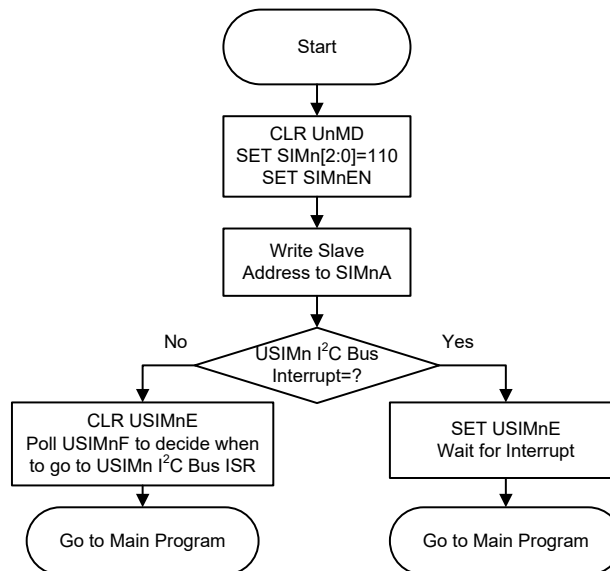 Start
CLR UnMD
SET SIMn[2:0]=110
SET SIMnEN
Write Slave
Address to SIMnA
No
USIMn I²C Bus
Interrupt=?
Yes
CLR USIMnE
Poll USIMnF to decide when
to go to USIMn I²C Bus ISR
SET USIMnE
Wait for Interrupt
Go to Main Program
Go to Main Program